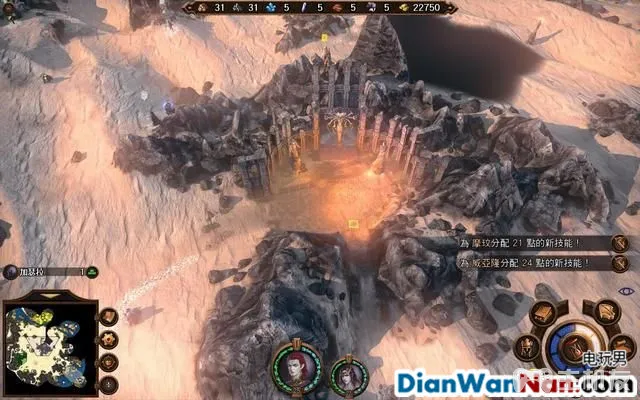 31 31 5 5 5 5 22750
為 摩玟分配 21 點的新技能！
為 威亞隆分配 24 點的新技能！
加瑟拉 1
电玩男
DianWanNan.com